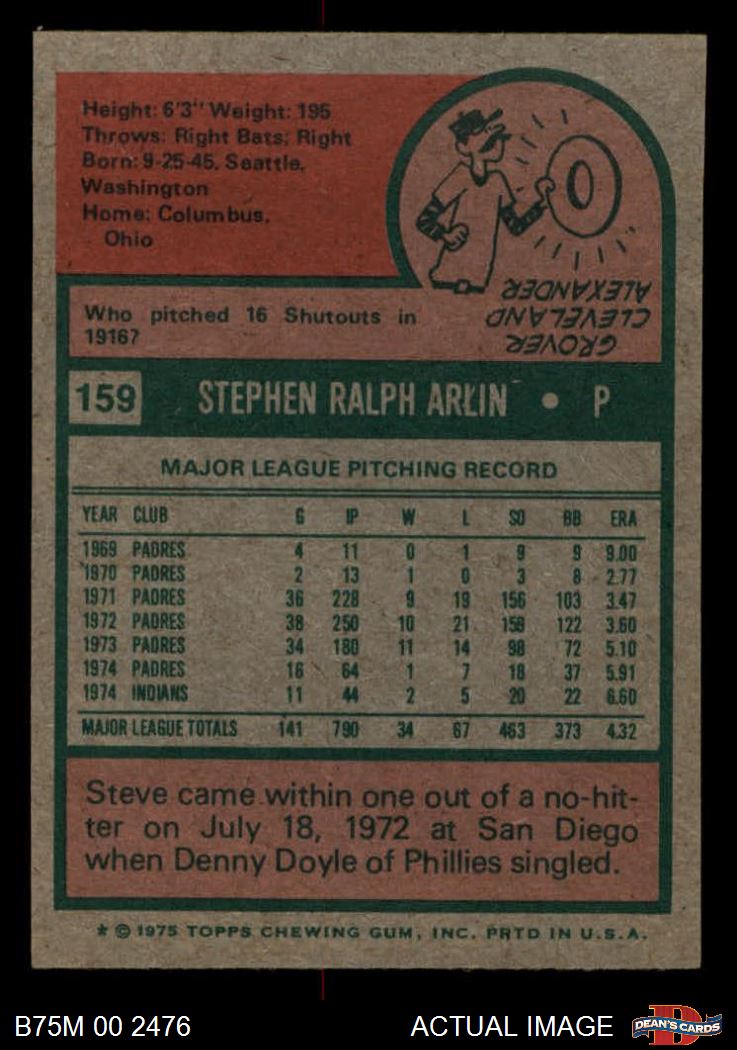 Height: 6'3" Weight: 195
Throws: Right Bats: Right
Born: 9-25-45, Seattle,
Washington
Home: Columbus,
Ohio
Who pitched 16 Shutouts in
1916?
0
GROVER
CLEVELAND
ALEXANDER
159 STEPHEN RALPH ARLIN • P
MAJOR LEAGUE PITCHING RECORD
YEAR CLUB G IP W L SO BB ERA
1969 PADRES 4 11 0 1 9 9 9.00
1970 PADRES 2 13 1 0 3 8 2.77
1971 PADRES 36 228 9 19 156 103 3.47
1972 PADRES 38 250 10 21 159 122 3.60
1973 PADRES 34 180 11 14 98 72 5.10
1974 PADRES 16 64 1 7 18 37 5.91
1974 INDIANS 11 44 2 5 20 22 6.60
MAJOR LEAGUE TOTALS 141 790 34 67 463 373 4.32
Steve came within one out of a no-hit-
ter on July 18, 1972 at San Diego
when Denny Doyle of Phillies singled.
* © 1975 TOPPS CHEWING GUM, INC. PRTD IN U.S.A.
B75M 00 2476 ACTUAL IMAGE
D
DEAN'S CARDS